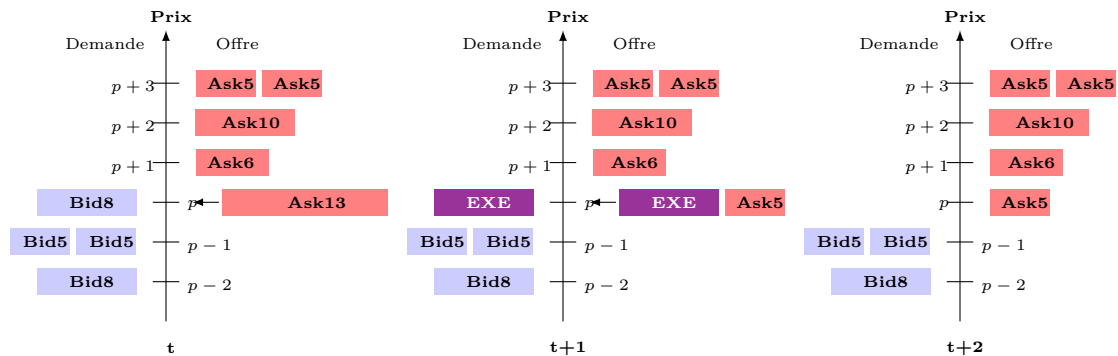 Prix Prix Prix
Demande Offre Demande Offre Demande Offre
p + 3 Ask5 Ask5 p + 3 Ask5 Ask5 p + 3 Ask5 Ask5
p + 2 Ask10 p + 2 Ask10 p + 2 Ask10
p + 1 Ask6 p + 1 Ask6 p + 1 Ask6
Bid8 p Ask13 EXE p EXE Ask5 p Ask5
Bid5 Bid5 p − 1 Bid5 Bid5 p − 1 Bid5 Bid5 p − 1
Bid8 p − 2 Bid8 p − 2 Bid8 p − 2
t t+1 t+2